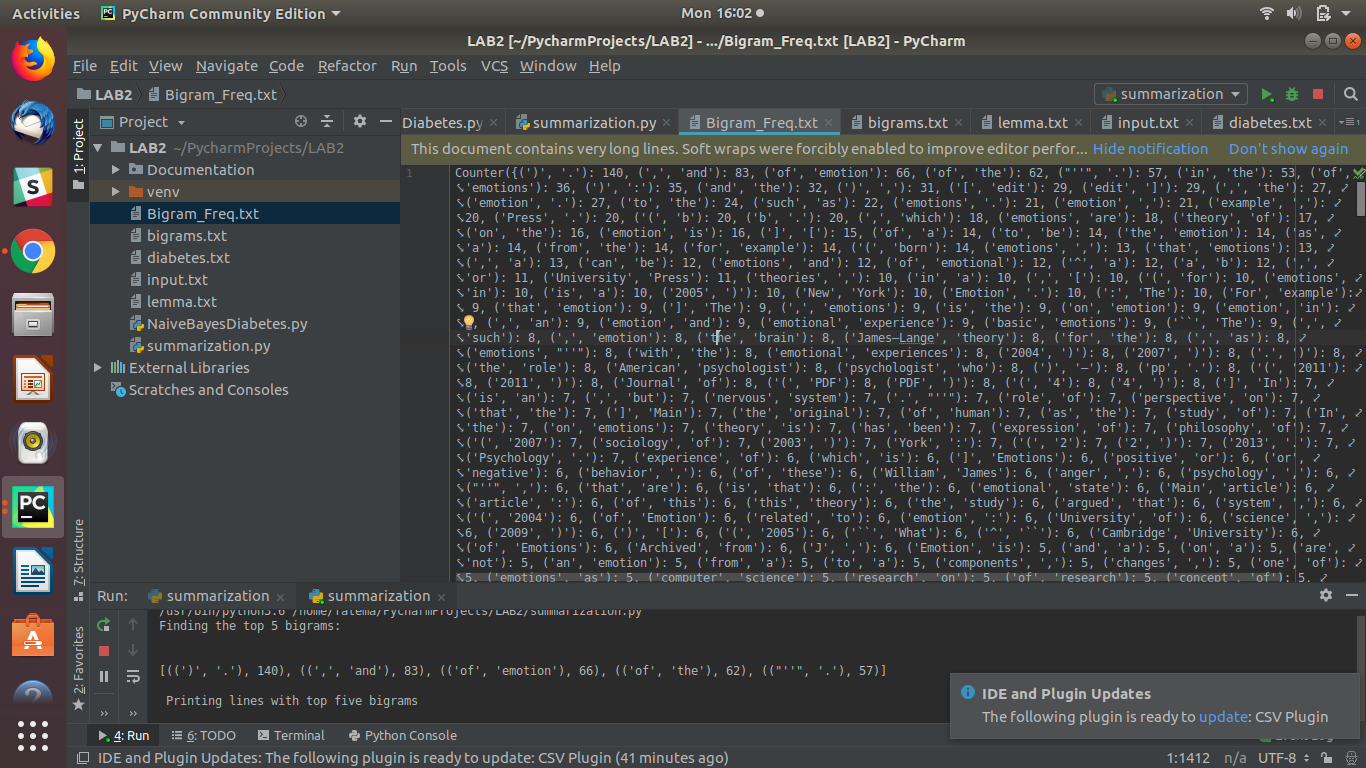 Activities PyCharm Community Edition Mon 16:02
LAB2 [~/PycharmProjects/LAB2] - .../Bigram_Freq.txt [LAB2] - PyCharm
File Edit View Navigate Code Refactor Run Tools VCS Window Help
LAB2 Bigram_Freq.txt summarization
1: Project
Project
Diabetes.py summarization.py Bigram_Freq.txt bigrams.txt lemma.txt input.txt diabetes.txt
This document contains very long lines. Soft wraps were forcibly enabled to improve editor perfor... Hide notification Don't show again
LAB2 ~/PycharmProjects/LAB2
Documentation
venv
Bigram_Freq.txt
bigrams.txt
diabetes.txt
input.txt
lemma.txt
NaiveBayesDiabetes.py
summarization.py
External Libraries
Scratches and Consoles
1
Counter({(')', '.'): 140, (',', 'and'): 83, ('of', 'emotion'): 66, ('of', 'the'): 62, ("''", '.'): 57, ('in', 'the'): 53, ('of',
'emotions'): 36, (')', ':'): 35, ('and', 'the'): 32, (')', ','): 31, ('[', 'edit'): 29, ('edit', ']'): 29, (',', 'the'): 27,
('emotion', '.'): 27, ('to', 'the'): 24, ('such', 'as'): 22, ('emotions', '.'): 21, ('emotion', ','): 21, ('example', ','):
20, ('Press', '.'): 20, ('(', 'b'): 20, ('b', '.'): 20, (',', 'which'): 18, ('emotions', 'are'): 18, ('theory', 'of'): 17,
('on', 'the'): 16, ('emotion', 'is'): 16, (']', '['): 15, ('of', 'a'): 14, ('to', 'be'): 14, ('the', 'emotion'): 14, ('as',
'a'): 14, ('from', 'the'): 14, ('for', 'example'): 14, ('(', 'born'): 14, ('emotions', ','): 13, ('that', 'emotions'): 13,
(',', 'a'): 13, ('can', 'be'): 12, ('emotions', 'and'): 12, ('of', 'emotional'): 12, ('^', 'a'): 12, ('a', 'b'): 12, (',',
'or'): 11, ('University', 'Press'): 11, ('theories', '.'): 10, ('in', 'a'): 10, (',', '['): 10, ('(', 'for'): 10, ('emotions',
'in'): 10, ('is', 'a'): 10, ('2005', ')'): 10, ('New', 'York'): 10, ('Emotion', '.'): 10, (':', 'The'): 10, ('For', 'example'):
9, ('that', 'emotion'): 9, (']', 'The'): 9, (',', 'emotions'): 9, ('is', 'the'): 9, ('on', 'emotion'): 9, ('emotion', 'in'):
9, (',', 'an'): 9, ('emotion', 'and'): 9, ('emotional', 'experience'): 9, ('basic', 'emotions'): 9, ('``', 'The'): 9, (',',
'such'): 8, (',', 'emotion'): 8, ('the', 'brain'): 8, ('James–Lange', 'theory'): 8, ('for', 'the'): 8, (',', 'as'): 8,
('emotions', "''"): 8, ('with', 'the'): 8, ('emotional', 'experiences'): 8, ('2004', ')'): 8, ('2007', ')'): 8, ('.', ')'): 8,
('the', 'role'): 8, ('American', 'psychologist'): 8, ('psychologist', 'who'): 8, (')', '–'): 8, ('pp', '.'): 8, ('(', '2011'):
8, ('2011', ')'): 8, ('Journal', 'of'): 8, ('(', 'PDF'): 8, ('PDF', ')'): 8, ('(', '4'): 8, ('4', ')'): 8, (']', 'In'): 7,
('is', 'an'): 7, (',', 'but'): 7, ('nervous', 'system'): 7, ('.', "''"): 7, ('role', 'of'): 7, ('perspective', 'on'): 7,
('that', 'the'): 7, (']', 'Main'): 7, ('the', 'original'): 7, ('of', 'human'): 7, ('as', 'the'): 7, ('study', 'of'): 7, ('In',
'the'): 7, ('on', 'emotions'): 7, ('theory', 'is'): 7, ('has', 'been'): 7, ('expression', 'of'): 7, ('philosophy', 'of'): 7,
('(', '2007'): 7, ('sociology', 'of'): 7, ('2003', ')'): 7, ('York', ':'): 7, ('(', '2'): 7, ('2', ')'): 7, ('2013', '.'): 7,
('Psychology', '.'): 7, ('experience', 'of'): 6, ('which', 'is'): 6, (']', 'Emotions'): 6, ('positive', 'or'): 6, ('or',
'negative'): 6, ('behavior', ','): 6, ('of', 'these'): 6, ('William', 'James'): 6, ('anger', ','): 6, ('psychology', ','): 6,
("''", ','): 6, ('that', 'are'): 6, ('is', 'that'): 6, (':', 'the'): 6, ('emotional', 'state'): 6, ('Main', 'article'): 6,
('article', ':'): 6, ('of', 'this'): 6, ('this', 'theory'): 6, ('the', 'study'): 6, ('argued', 'that'): 6, ('system', ','): 6,
('(', '2004'): 6, ('of', 'Emotion'): 6, ('related', 'to'): 6, ('emotion', ':'): 6, ('University', 'of'): 6, ('science', ','):
6, ('2009', ')'): 6, (')', '['): 6, ('(', '2005'): 6, ('``', 'What'): 6, ('^', '``'): 6, ('Cambridge', 'University'): 6,
('of', 'Emotions'): 6, ('Archived', 'from'): 6, ('J', ','): 6, ('Emotion', 'is'): 5, ('and', 'a'): 5, ('on', 'a'): 5, ('are',
'not'): 5, ('an', 'emotion'): 5, ('from', 'a'): 5, ('to', 'a'): 5, ('components', ','): 5, ('changes', ','): 5, ('one', 'of'):
5, ('emotions', 'as'): 5, ('computer', 'science'): 5, ('research', 'on'): 5, ('of', 'research'): 5, ('concept', 'of'): 5,
7: Structure
2: Favorites
Run: summarization summarization
/usr/bin/python3.6 /home/fatema/PycharmProjects/LAB2/summarization.py
Finding the top 5 bigrams:
[((')', '.'), 140), ((',', 'and'), 83), (('of', 'emotion'), 66), (('of', 'the'), 62), (("''", '.'), 57)]
Printing lines with top five bigrams
IDE and Plugin Updates
The following plugin is ready to update: CSV Plugin
4: Run 6: TODO Terminal Python Console
IDE and Plugin Updates: The following plugin is ready to update: CSV Plugin (41 minutes ago) 1:1412 n/a UTF-8